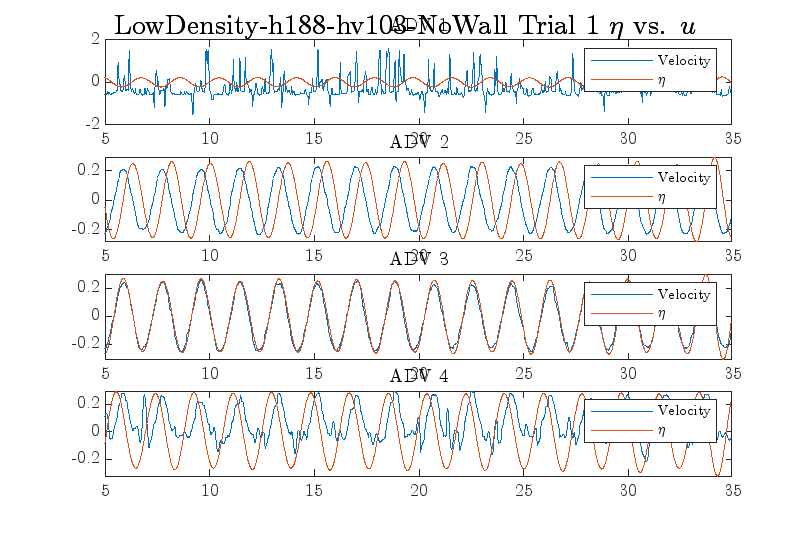 LowDensity-h188-hv108-NoWall Trial 1 η vs. u
ADV 1
2
0
-2
Velocity
η
5 10 15 20 25 30 35
ADV 2
0.2
0
-0.2
Velocity
η
5 10 15 20 25 30 35
ADV 3
0.2
0
-0.2
Velocity
η
5 10 15 20 25 30 35
ADV 4
0.2
0
-0.2
Velocity
η
5 10 15 20 25 30 35